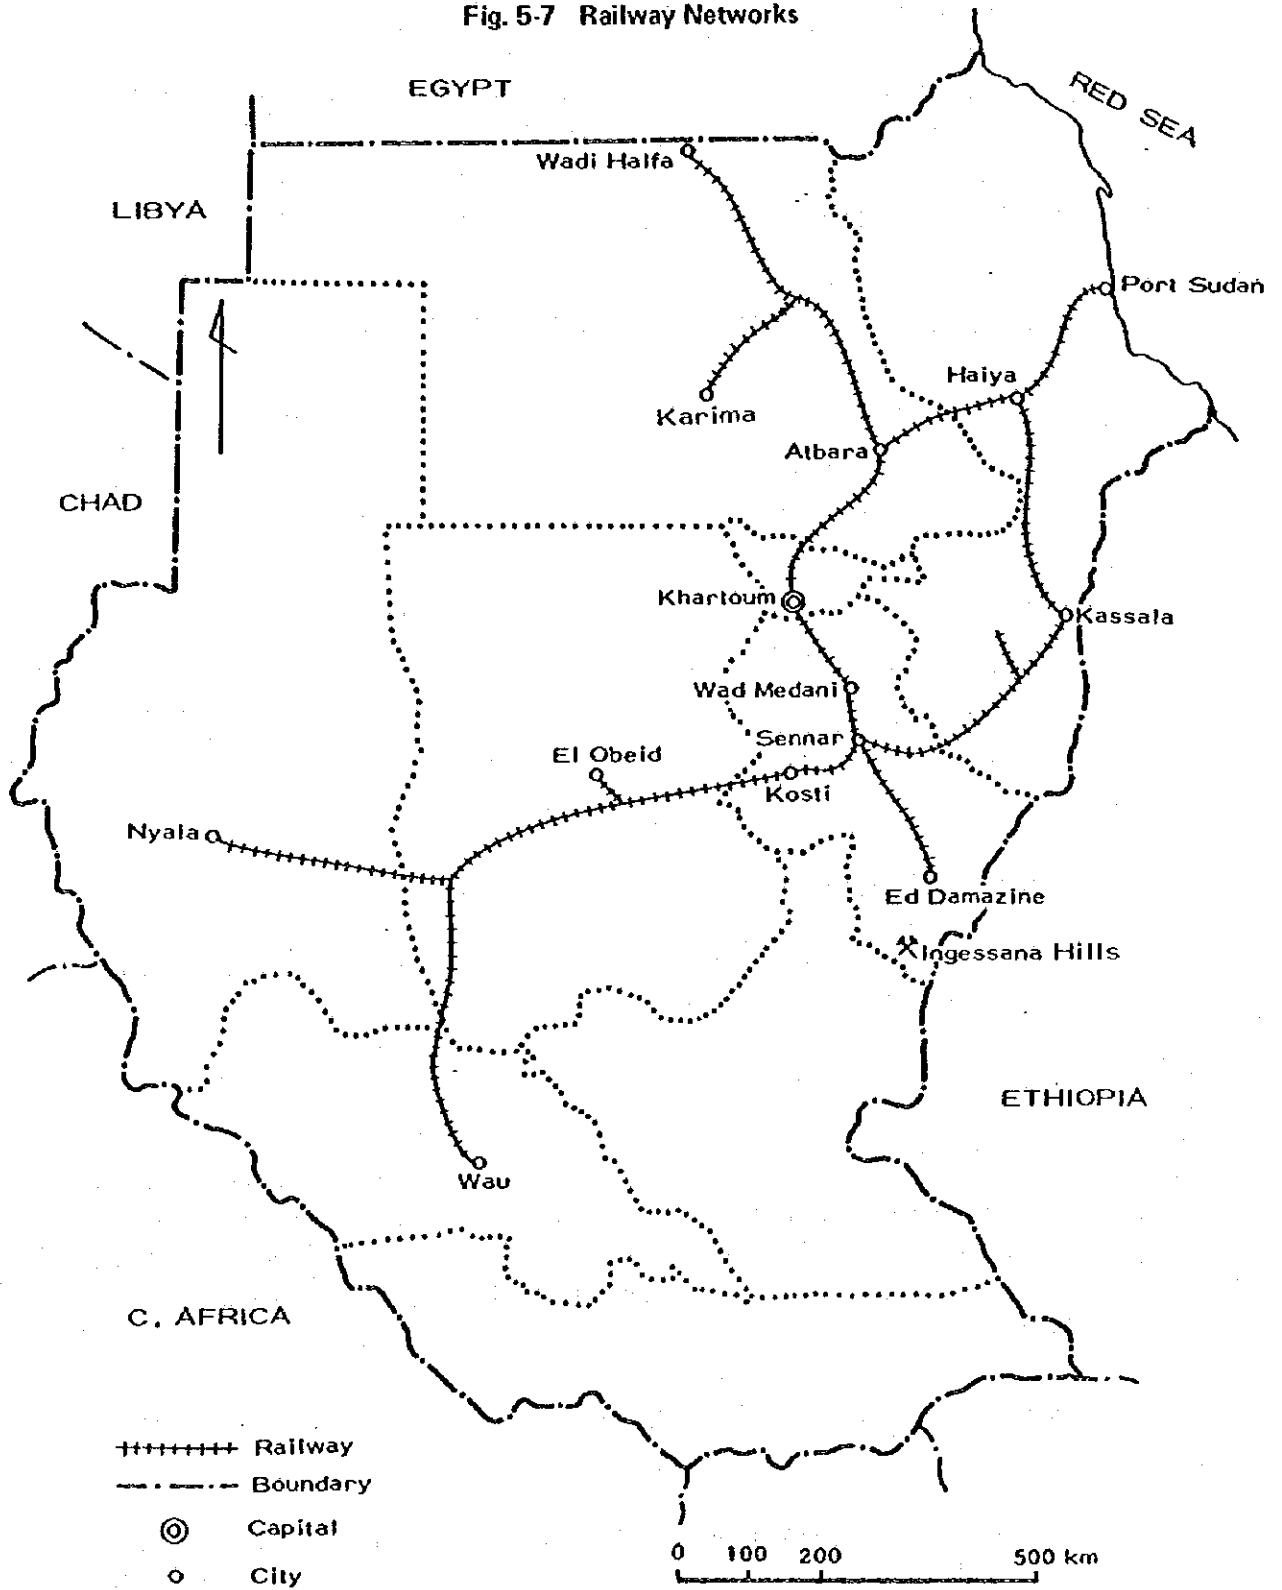 Fig. 5-7 Railway Networks
EGYPT
RED SEA
Wadi Halfa
LIBYA
Port Sudan
Haiya
Karima
Atbara
CHAD
Khartoum
Kassala
Wad Medani
Sennar
El Obeid
Kosti
Nyala
Ed Damazine
Ingessana Hills
ETHIOPIA
Wau
C. AFRICA
Railway
Boundary
Capital
City
0 100 200 500 km